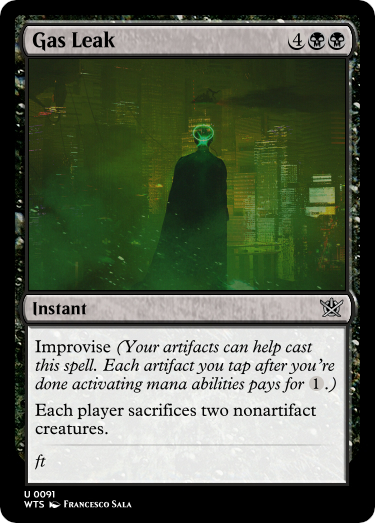 Gas Leak 4
Instant
Improvise (Your artifacts can help cast
this spell. Each artifact you tap after you're
done activating mana abilities pays for 1.)
Each player sacrifices two nonartifact
creatures.
ft
U 0091
WTS Francesco Sala